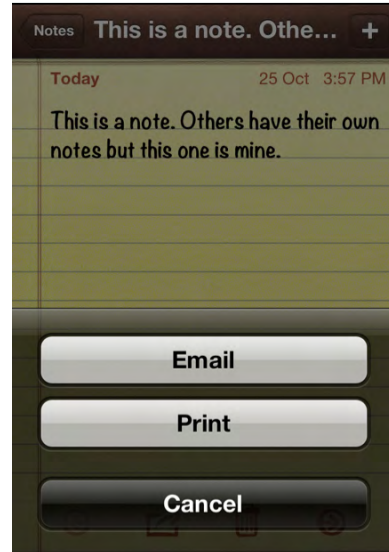 Notes This is a note. Othe... +
Today 25 Oct 3:57 PM
This is a note. Others have their own
notes but this one is mine.
Email
Print
Cancel